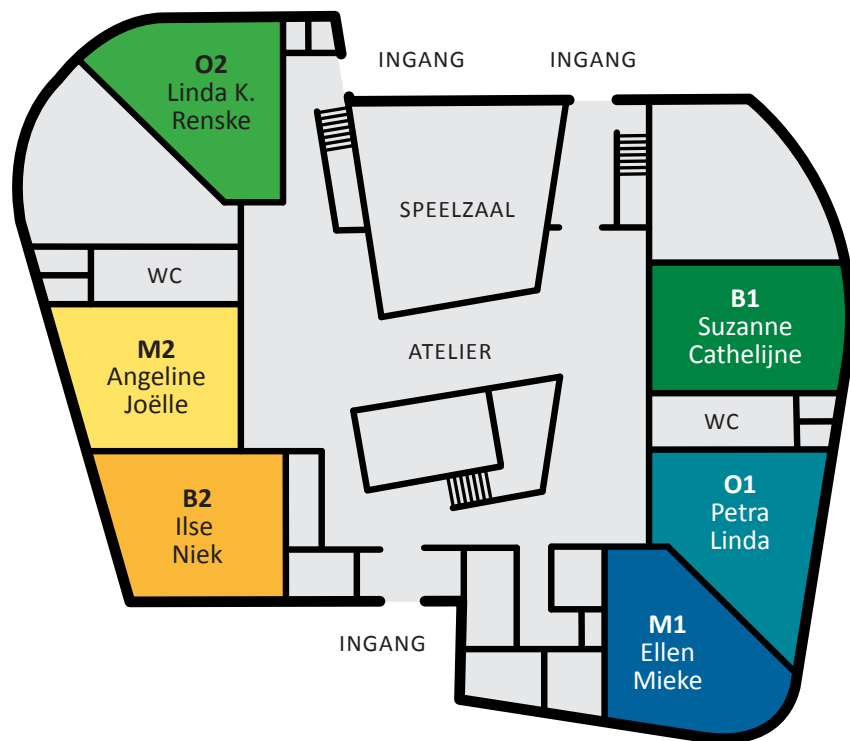 INGANG
INGANG
O2
Linda K.
Renske
SPEELZAAL
WC
B1
Suzanne
Cathelijne
M2
Angeline
Joëlle
ATELIER
WC
B2
Ilse
Niek
O1
Petra
Linda
INGANG
M1
Ellen
Mieke